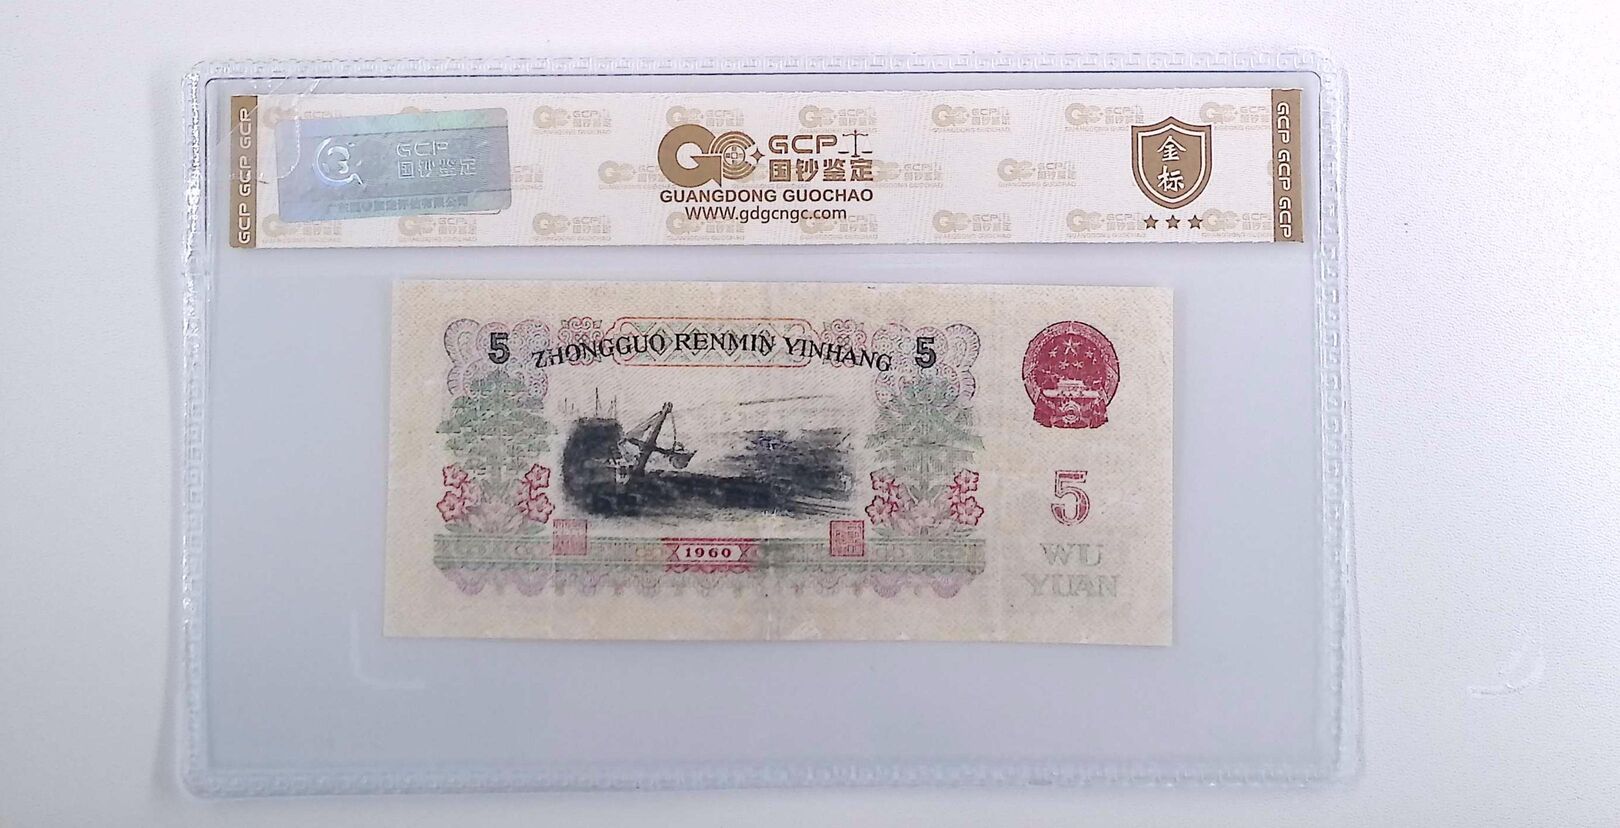 GCP GCP GCP
GCP
国钞鉴定
GCP
国钞鉴定
GUANGDONG GUOCHAO
WWW.gdgcngc.com
金标
GCP GCP GCP
5 ZHONGGUO RENMIN YINHANG 5
1960
5
WU
YUAN